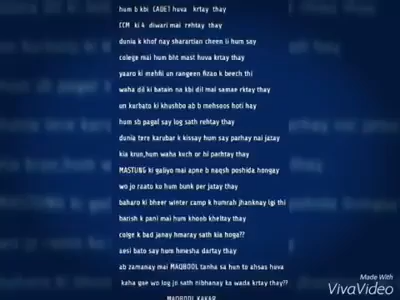 hum b kbi CADET huva krtay thay
CCM ki k diwari mai rehtay thay
dunia k khof nay sharartian cheen li hum say
colege mai hum bht mast huva krtay thay
yaaro ki mehfil un rangeen fizao k beech thi
waha dil ki batain na kbi dil mai samae rktay thay
un karbato ki khushbo ab b mehsoos hoti hay
hum sb pagal say log sath rehtay thay
dunia tere karubar k kissay hum say parhay nai jatay
kia krun,hum waha kuch or hi parhtay thay
MASTUNG ki galiyo mai apne b naqsh poshida hongay
wo jo raato ku hum bunk per jatay thay
baharo ki bheer winter camp k humrah jhanknay lgi thi
barish k pani mai hum khoob kheltay thay
colge k bad janay hmaray sath kia hoga??
aesi bato say hum hmesha dartay thay
ab zamanay mai MAQBOOL tanha sa hun to ahsas huva
kaha gae wo log jo sath nibhanay ka wada krtay thay??
MAQBOOL KAKAR
Made With
VivaVideo